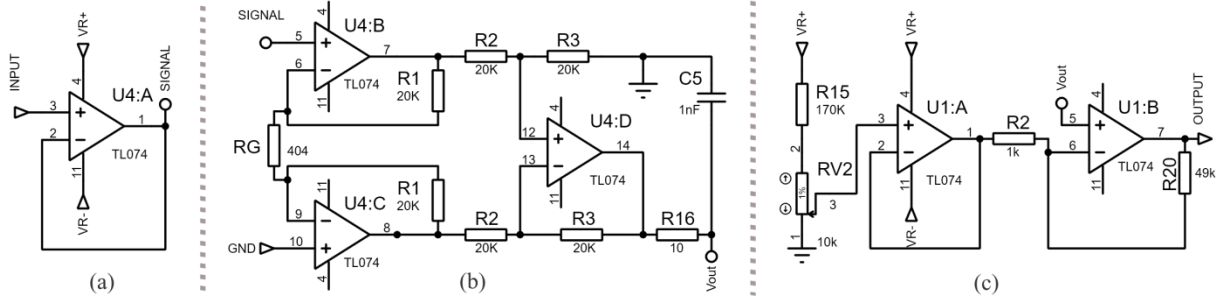 INPUT
3
2
4
VR+
U4:A
TL074
11
VR-
1
SIGNAL
(a)
SIGNAL
5
6
4
U4:B
TL074
11
7
R1
20K
R2
20K
R3
20K
C5
1nF
RG
404
12
13
4
U4:D
TL074
11
14
11
U4:C
TL074
9
10
GND
4
8
R1
20K
R2
20K
R3
20K
R16
10
Vout
(b)
VR+
R15
170K
2
RV2
1%
3
1
10k
VR+
4
U1:A
3
2
TL074
11
VR-
1
R2
1k
Vout
5
6
4
U1:B
TL074
11
7
OUTPUT
R20
49k
(c)